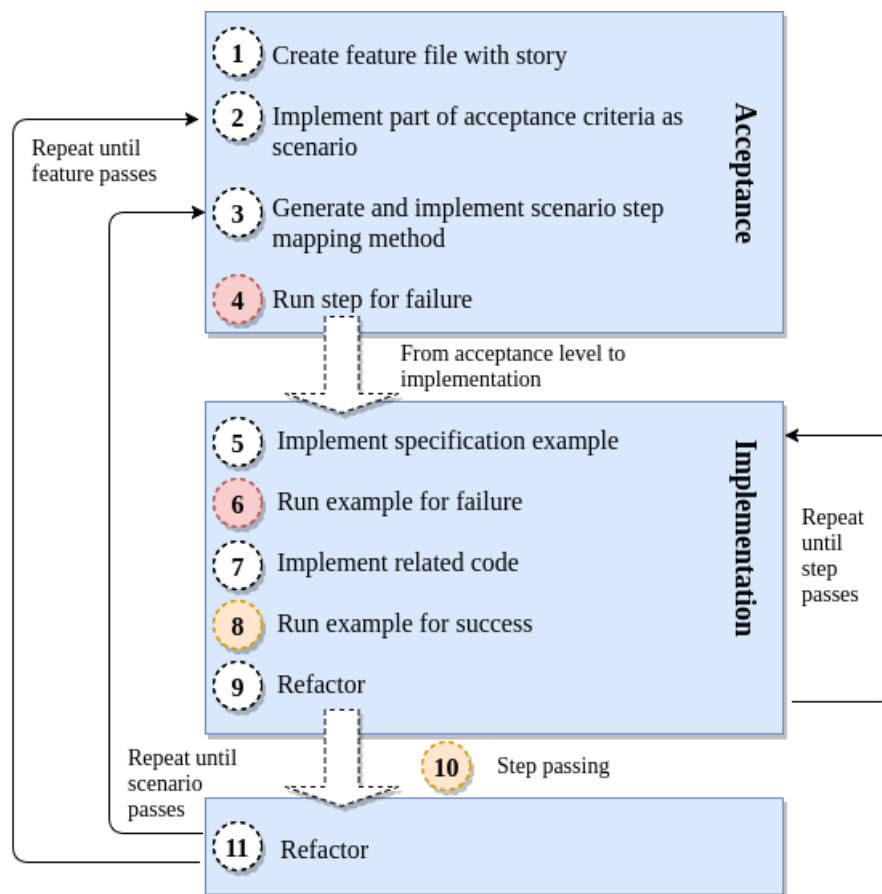 1
Create feature file with story
2
Implement part of acceptance criteria as
scenario
3
Generate and implement scenario step
mapping method
4
Run step for failure
Acceptance
Repeat until
feature passes
From acceptance level to
implementation
5
Implement specification example
6
Run example for failure
7
Implement related code
8
Run example for success
9
Refactor
Implementation
Repeat
until
step
passes
Repeat until
scenario
passes
10
Step passing
11
Refactor